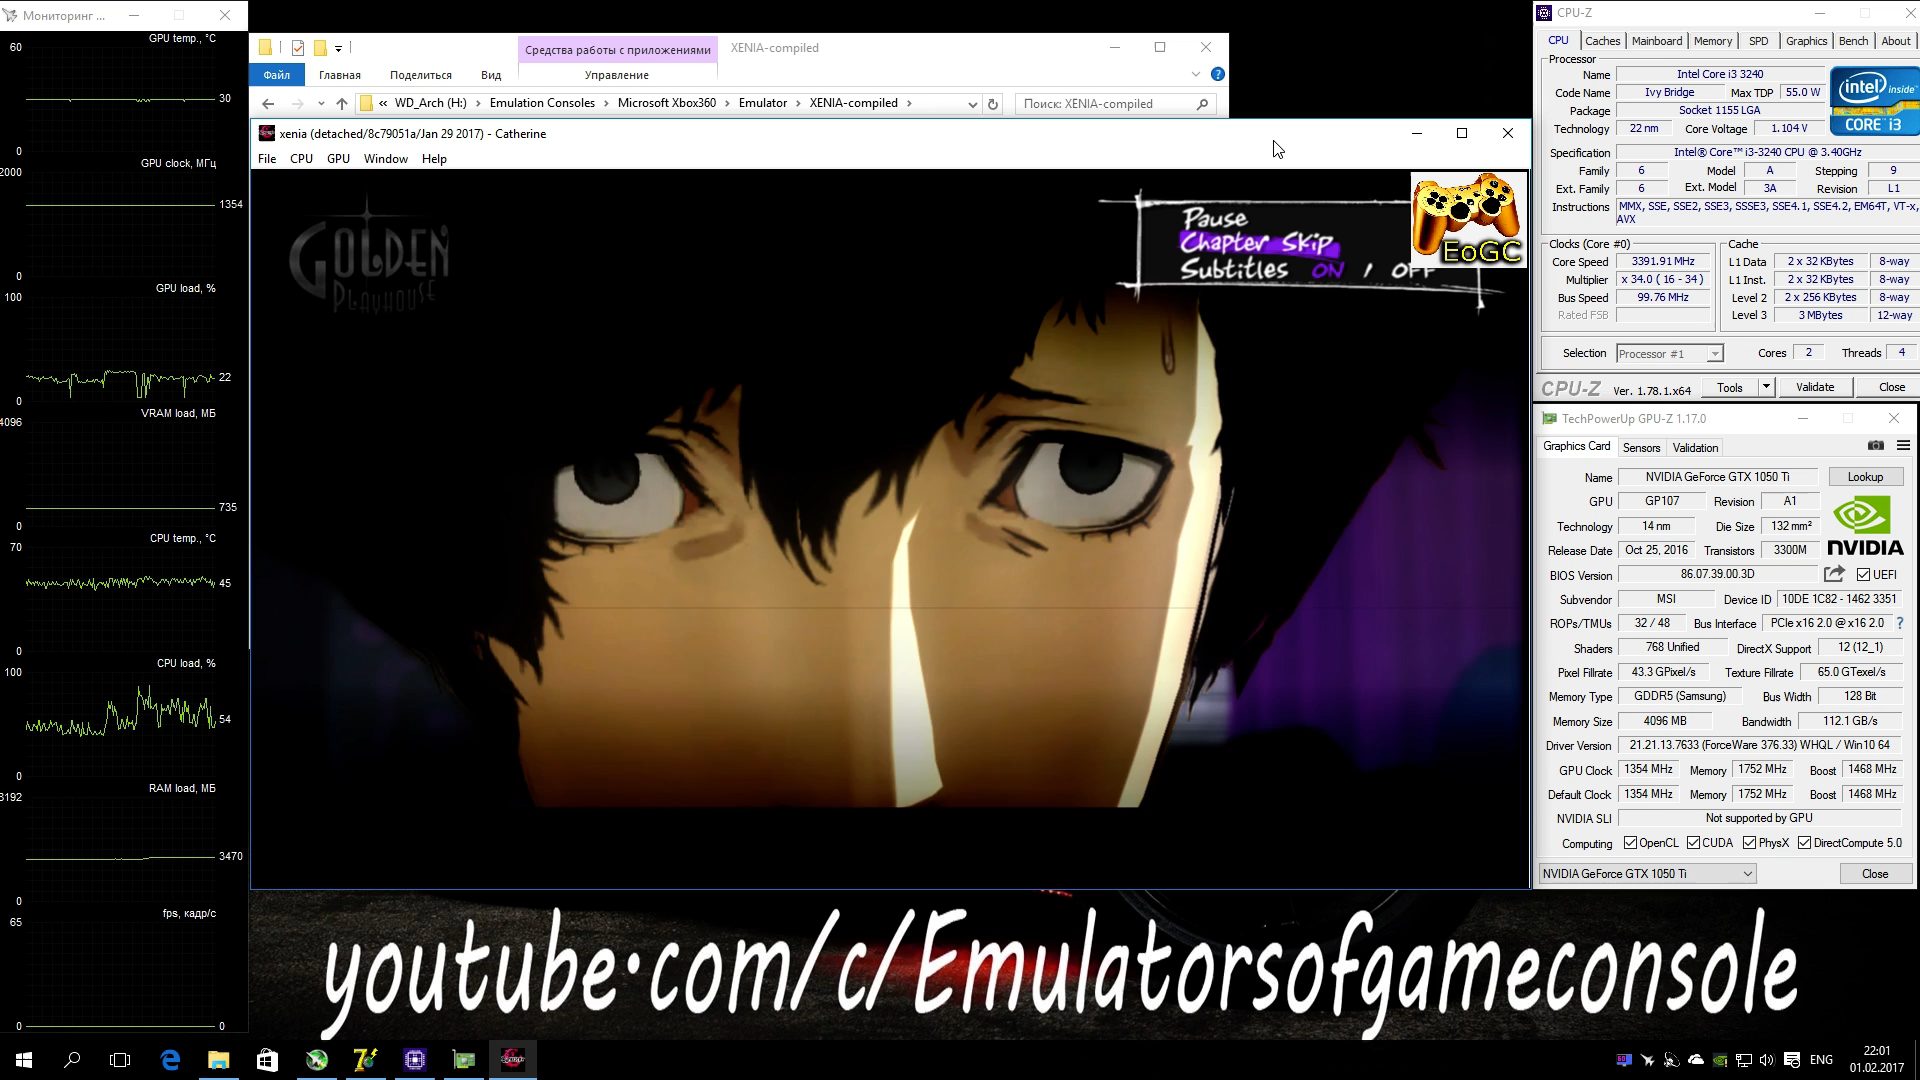 Мониторинг ...
GPU temp., °C
60
30
0
GPU clock, МГц
2000
1354
0
GPU load, %
100
22
0
VRAM load, МБ
4096
735
0
CPU temp., °C
70
45
0
CPU load, %
100
54
0
RAM load, МБ
8192
3470
0
fps, кадр/с
65
0
0
Средства работы с приложениями
XENIA-compiled
Файл
Главная
Поделиться
Вид
Управление
« WD_Arch (H:) › Emulation Consoles › Microsoft Xbox360 › Emulator › XENIA-compiled ›
Поиск: XENIA-compiled
xenia (detached/8c79051a/Jan 29 2017) - Catherine
File CPU GPU Window Help
GOLDEN
PLAYHOUSE
Pause
Chapter Skip
Subtitles ON / OFF
EoGC
youtube.com/c/Emulatorsofgameconsole
CPU-Z
CPU Caches Mainboard Memory SPD Graphics Bench About
Processor
Name Intel Core i3 3240
Code Name Ivy Bridge Max TDP 55.0 W
Package Socket 1155 LGA
Technology 22 nm Core Voltage 1.104 V
Specification Intel® Core™ i3-3240 CPU @ 3.40GHz
Family 6 Model A Stepping 9
Ext. Family 6 Ext. Model 3A Revision L1
Instructions MMX, SSE, SSE2, SSE3, SSSE3, SSE4.1, SSE4.2, EM64T, VT-x,
AVX
intel inside™
CORE i3
Clocks (Core #0)
Core Speed 3391.91 MHz
Multiplier x 34.0 ( 16 - 34 )
Bus Speed 99.76 MHz
Rated FSB
Cache
L1 Data 2 x 32 KBytes 8-way
L1 Inst. 2 x 32 KBytes 8-way
Level 2 2 x 256 KBytes 8-way
Level 3 3 MBytes 12-way
Selection Processor #1 Cores 2 Threads 4
CPU-Z Ver. 1.78.1.x64 Tools Validate Close
TechPowerUp GPU-Z 1.17.0
Graphics Card Sensors Validation
Name NVIDIA GeForce GTX 1050 Ti Lookup
GPU GP107 Revision A1
Technology 14 nm Die Size 132 mm²
Release Date Oct 25, 2016 Transistors 3300M
NVIDIA
BIOS Version 86.07.39.00.3D UEFI
Subvendor MSI Device ID 10DE 1C82 - 1462 3351
ROPs/TMUs 32 / 48 Bus Interface PCIe x16 2.0 @ x16 2.0 ?
Shaders 768 Unified DirectX Support 12 (12_1)
Pixel Fillrate 43.3 GPixel/s Texture Fillrate 65.0 GTexel/s
Memory Type GDDR5 (Samsung) Bus Width 128 Bit
Memory Size 4096 MB Bandwidth 112.1 GB/s
Driver Version 21.21.13.7633 (ForceWare 376.33) WHQL / Win10 64
GPU Clock 1354 MHz Memory 1752 MHz Boost 1468 MHz
Default Clock 1354 MHz Memory 1752 MHz Boost 1468 MHz
NVIDIA SLI Not supported by GPU
Computing OpenCL CUDA PhysX DirectCompute 5.0
NVIDIA GeForce GTX 1050 Ti Close
ENG
22:01
01.02.2017